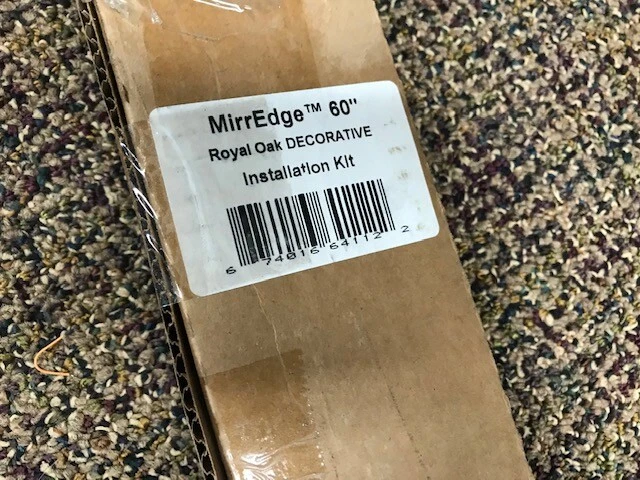 MirrEdge™ 60"
Royal Oak DECORATIVE
Installation Kit
6 74016 64112 2